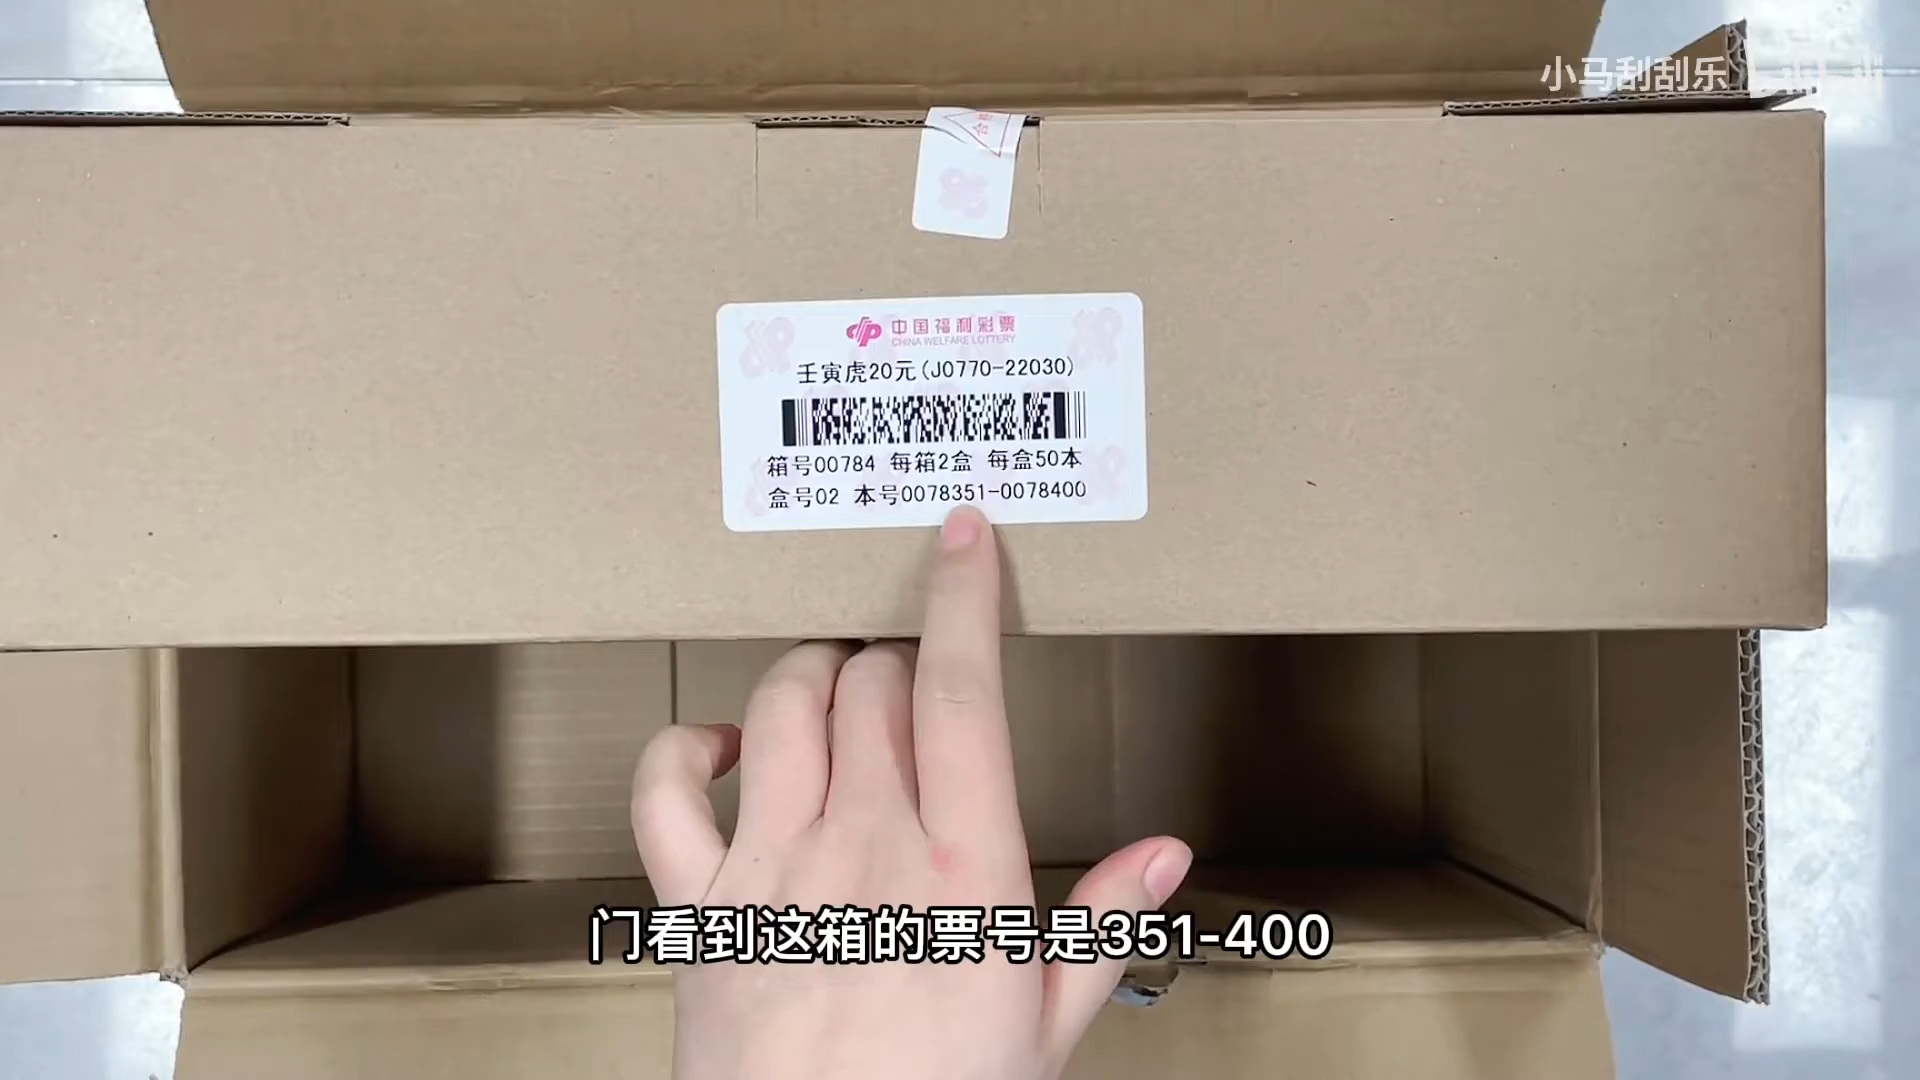 小马刮刮乐
中国福利彩票
CHINA WELFARE LOTTERY
壬寅虎20元(J0770-22030)
箱号00784 每箱2盒 每盒50本
盒号02 本号0078351-0078400
门看到这箱的票号是351-400